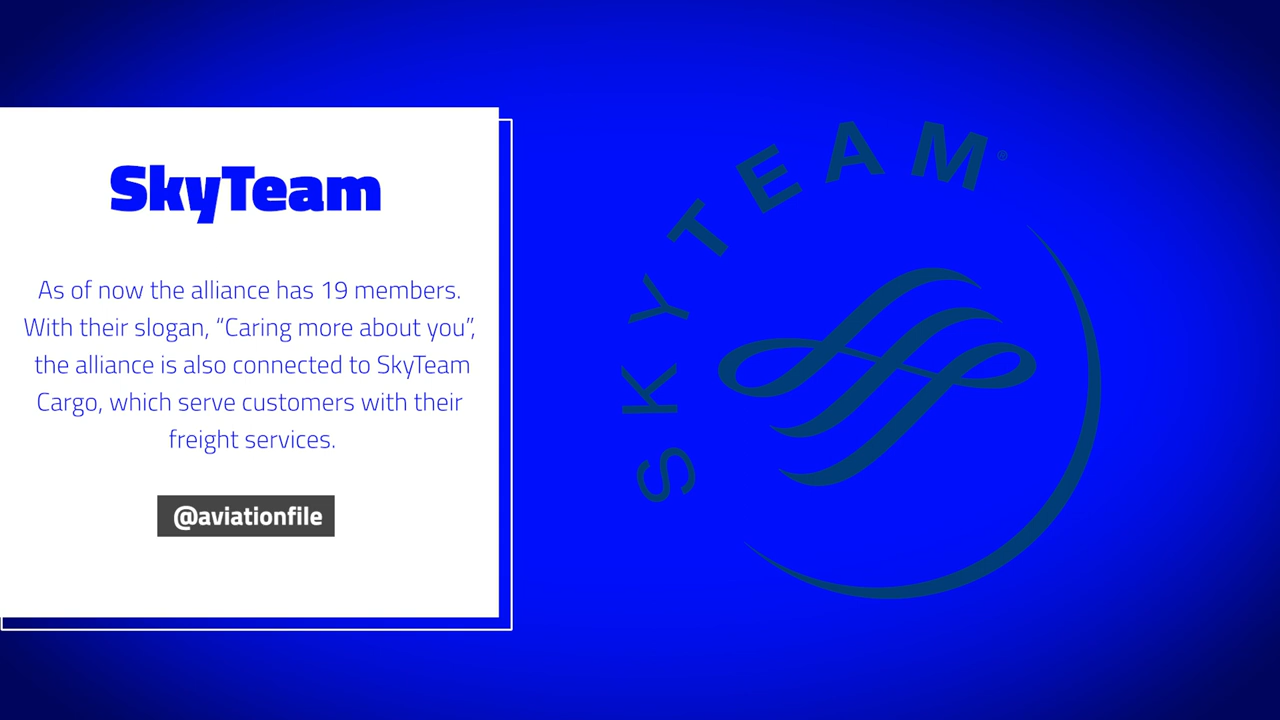 SkyTeam
As of now the alliance has 19 members.
With their slogan, “Caring more about you”,
the alliance is also connected to SkyTeam
Cargo, which serve customers with their
freight services.
@aviationfile
SKYTEAM®